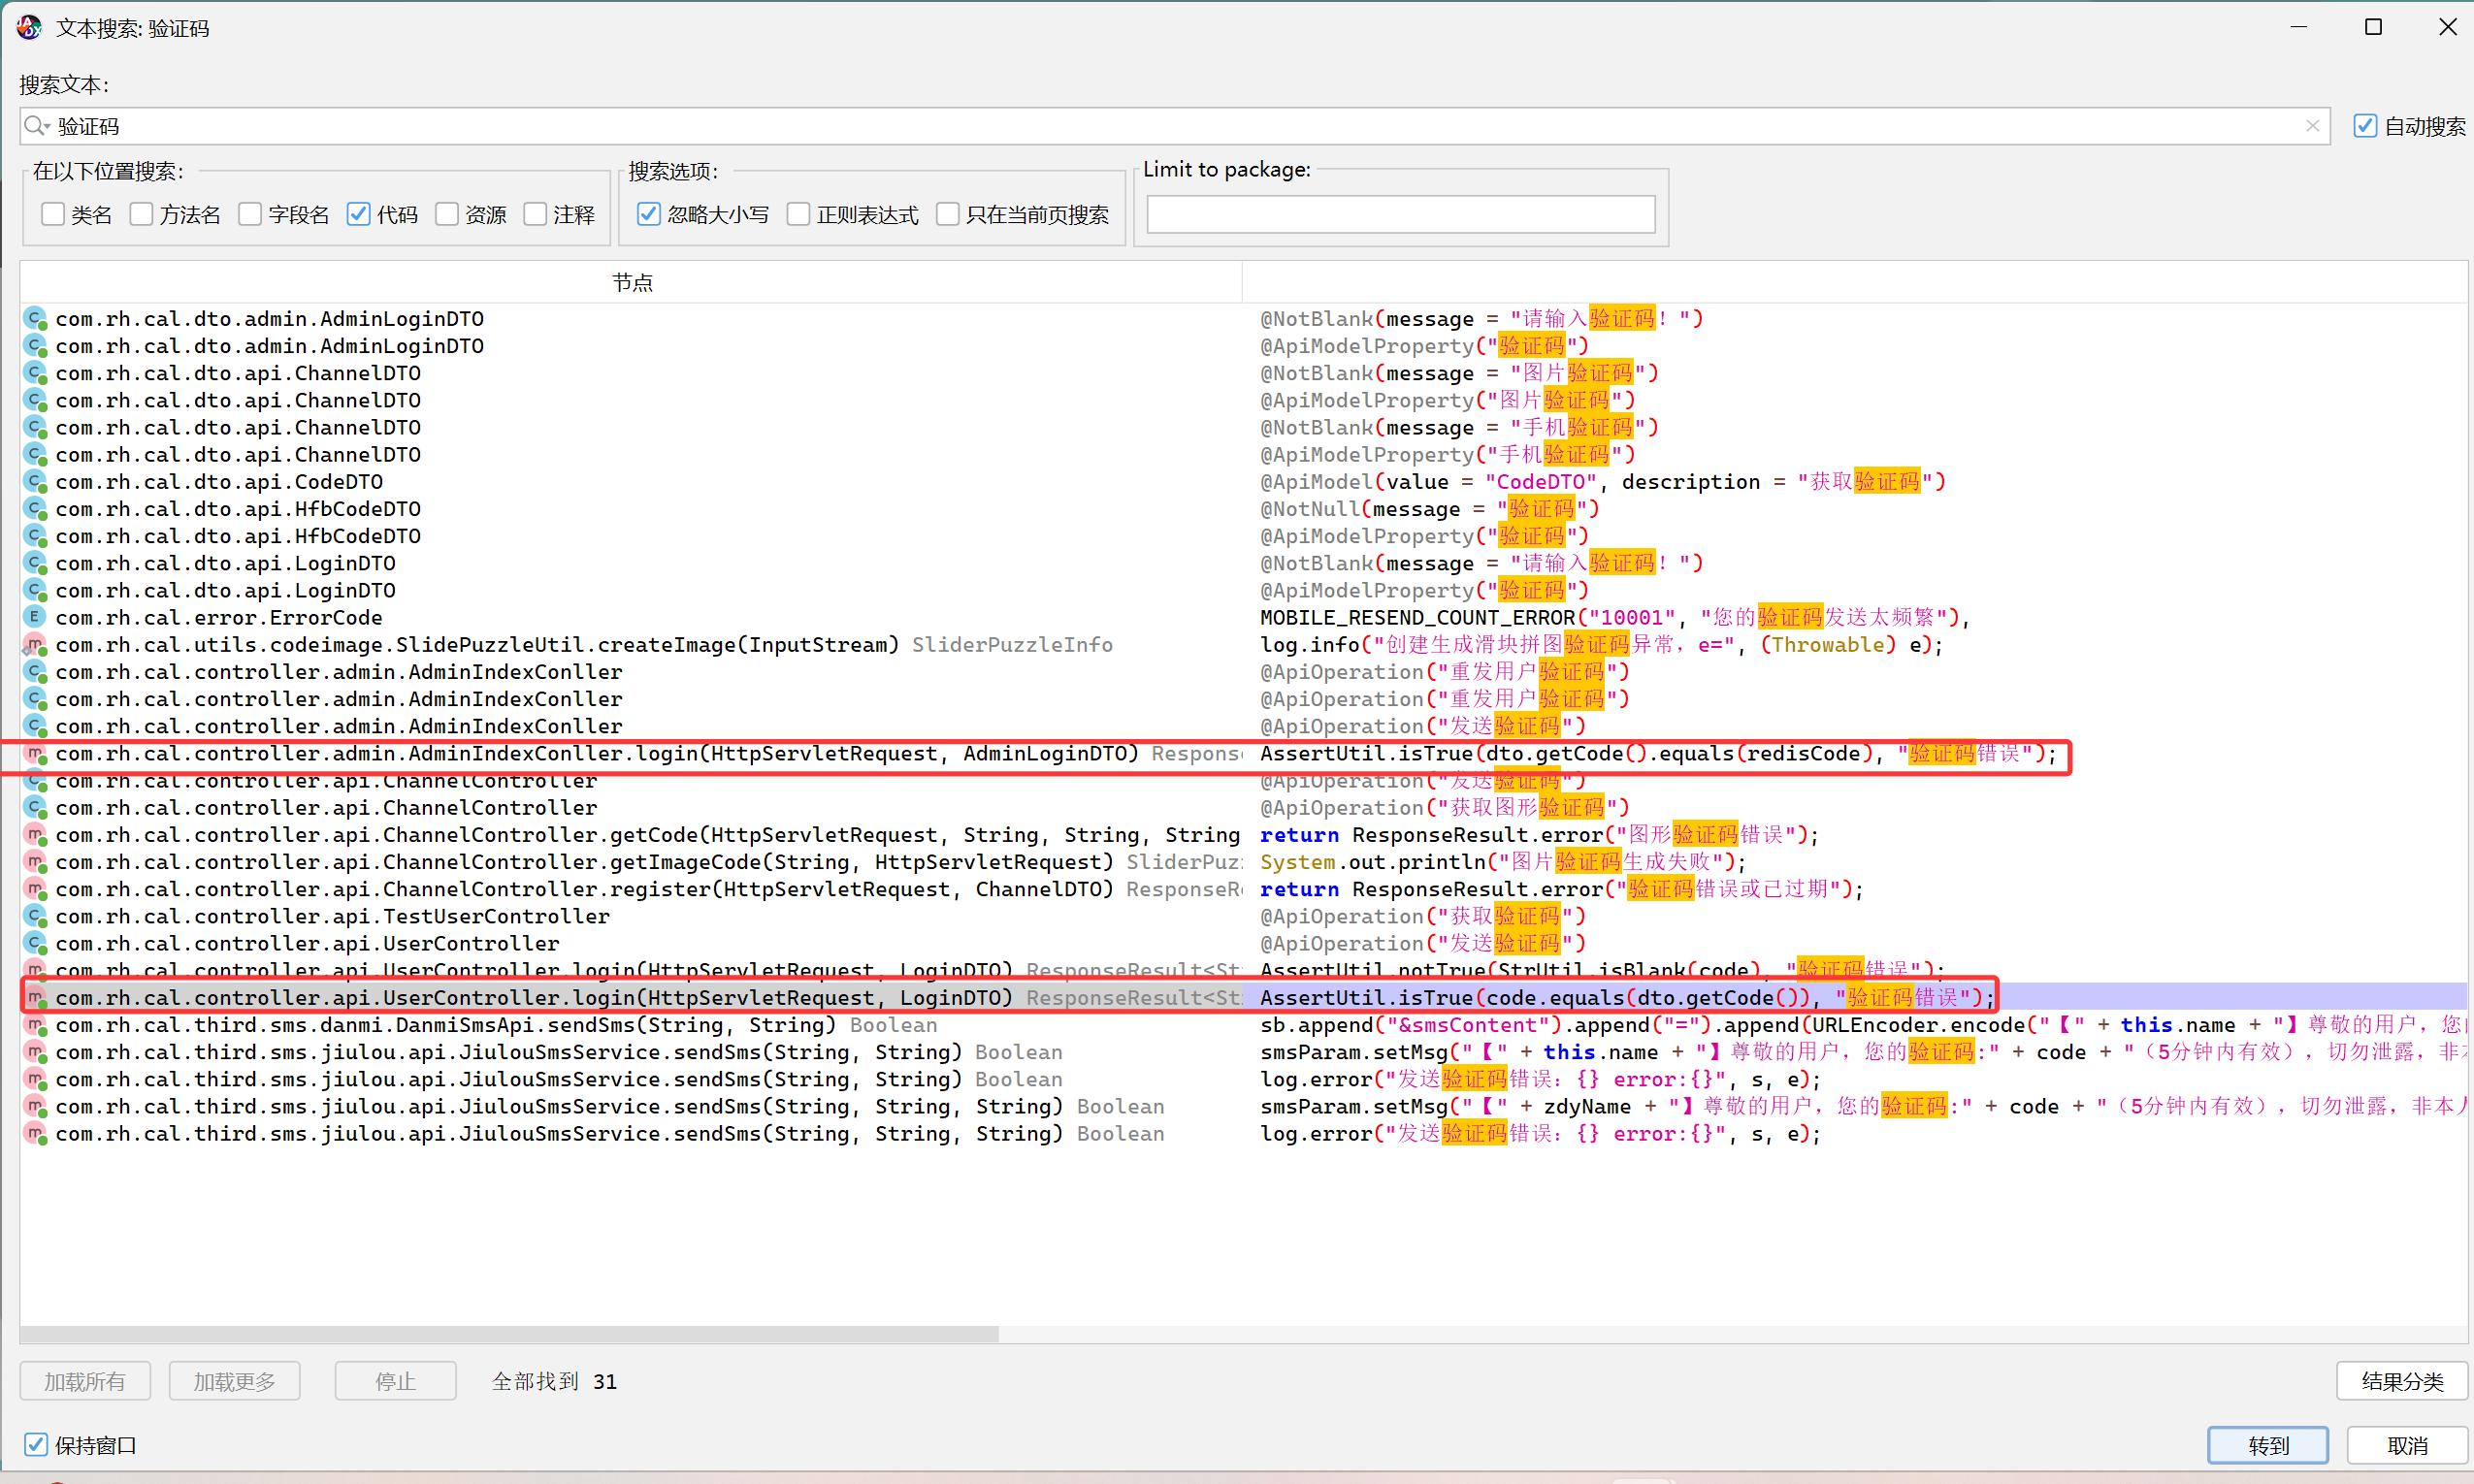 文本搜索: 验证码
搜索文本:
验证码
自动搜索
在以下位置搜索:
类名 方法名 字段名 代码 资源 注释
搜索选项:
忽略大小写 正则表达式 只在当前页搜索
Limit to package:
节点
com.rh.cal.dto.admin.AdminLoginDTO @NotBlank(message = "请输入验证码! ")
com.rh.cal.dto.admin.AdminLoginDTO @ApiModelProperty("验证码")
com.rh.cal.dto.api.ChannelDTO @NotBlank(message = "图片验证码")
com.rh.cal.dto.api.ChannelDTO @ApiModelProperty("图片验证码")
com.rh.cal.dto.api.ChannelDTO @NotBlank(message = "手机验证码")
com.rh.cal.dto.api.ChannelDTO @ApiModelProperty("手机验证码")
com.rh.cal.dto.api.CodeDTO @ApiModel(value = "CodeDTO", description = "获取验证码")
com.rh.cal.dto.api.HfbCodeDTO @NotNull(message = "验证码")
com.rh.cal.dto.api.HfbCodeDTO @ApiModelProperty("验证码")
com.rh.cal.dto.api.LoginDTO @NotBlank(message = "请输入验证码! ")
com.rh.cal.dto.api.LoginDTO @ApiModelProperty("验证码")
com.rh.cal.error.ErrorCode MOBILE_RESEND_COUNT_ERROR("10001", "您的验证码发送太频繁"),
com.rh.cal.utils.codeimage.SlidePuzzleUtil.createImage(InputStream) SliderPuzzleInfo log.info("创建生成滑块拼图验证码异常，e=", (Throwable) e);
com.rh.cal.controller.admin.AdminIndexConller @ApiOperation("重发用户验证码")
com.rh.cal.controller.admin.AdminIndexConller @ApiOperation("重发用户验证码")
com.rh.cal.controller.admin.AdminIndexConller @ApiOperation("发送验证码")
com.rh.cal.controller.admin.AdminIndexConller.login(HttpServletRequest, AdminLoginDTO) Response AssertUtil.isTrue(dto.getCode().equals(redisCode), "验证码错误");
com.rh.cal.controller.api.ChannelController @ApiOperation("发送验证码")
com.rh.cal.controller.api.ChannelController @ApiOperation("获取图形验证码")
com.rh.cal.controller.api.ChannelController.getCode(HttpServletRequest, String, String, String return ResponseResult.error("图形验证码错误");
com.rh.cal.controller.api.ChannelController.getImageCode(String, HttpServletRequest) SliderPuz System.out.println("图片验证码生成失败");
com.rh.cal.controller.api.ChannelController.register(HttpServletRequest, ChannelDTO) ResponseR return ResponseResult.error("验证码错误或已过期");
com.rh.cal.controller.api.TestUserController @ApiOperation("获取验证码")
com.rh.cal.controller.api.UserController @ApiOperation("发送验证码")
com.rh.cal.controller.api.UserController.login(HttpServletRequest, LoginDTO) ResponseResult<St AssertUtil.notTrue(StrUtil.isBlank(code), "验证码错误");
com.rh.cal.controller.api.UserController.login(HttpServletRequest, LoginDTO) ResponseResult<St AssertUtil.isTrue(code.equals(dto.getCode()), "验证码错误");
com.rh.cal.third.sms.danmi.DanmiSmsApi.sendSms(String, String) Boolean sb.append("&smsContent").append("=").append(URLEncoder.encode("【" + this.name + "】尊敬的用户，您
com.rh.cal.third.sms.jiulou.api.JiulouSmsService.sendSms(String, String) Boolean smsParam.setMsg("【" + this.name + "】尊敬的用户，您的验证码:" + code + "（5分钟内有效），切勿泄露，非
com.rh.cal.third.sms.jiulou.api.JiulouSmsService.sendSms(String, String) Boolean log.error("发送验证码错误: {} error:{}", s, e);
com.rh.cal.third.sms.jiulou.api.JiulouSmsService.sendSms(String, String, String) Boolean smsParam.setMsg("【" + zdyName + "】尊敬的用户，您的验证码:" + code + "（5分钟内有效），切勿泄露，非本人
com.rh.cal.third.sms.jiulou.api.JiulouSmsService.sendSms(String, String, String) Boolean log.error("发送验证码错误: {} error:{}", s, e);
加载所有 加载更多 停止 全部找到 31 结果分类
保持窗口 转到 取消